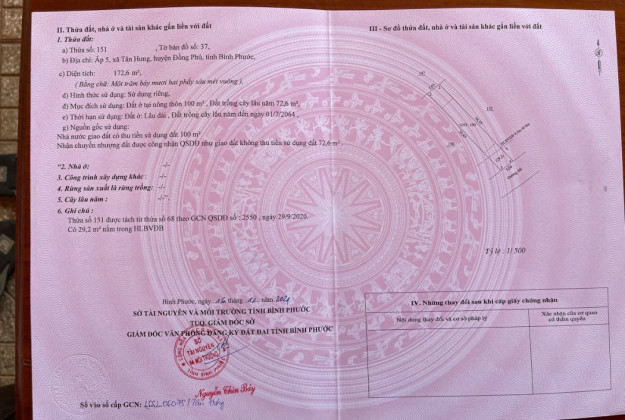 II. Thửa đất, nhà ở và tài sản khác gắn liền với đất
1. Thửa đất:
a) Thửa số: 151 , Tờ bản đồ số: 37,
b) Địa chỉ: Ấp 5, xã Tân Hưng, huyện Đồng Phú, tỉnh Bình Phước,
c) Diện tích: 172,6 m²,
( Bằng chữ: Một trăm bảy mươi hai phẩy sáu mét vuông ),
d) Hình thức sử dụng: Sử dụng riêng,
đ) Mục đích sử dụng: Đất ở tại nông thôn 100 m² , Đất trồng cây lâu năm 72,6 m²,
e) Thời hạn sử dụng: Đất ở: Lâu dài , Đất trồng cây lâu năm đến ngày 01/7/2064 ,
g) Nguồn gốc sử dụng:
Nhà nước giao đất có thu tiền sử dụng đất 100 m²
Nhận chuyển nhượng đất được công nhận QSDĐ như giao đất không thu tiền sử dụng đất 72,6 m² .
2. Nhà ở: -/-
3. Công trình xây dựng khác : -/-
4. Rừng sản xuất là rừng trồng: -/-
5. Cây lâu năm : -/-
6. Ghi chú :
Thửa số 151 được tách từ thửa số 68 theo GCN QSDĐ số : 2550 , ngày 29/9/2020.
Có 29,2 m² nằm trong HLBVĐB
Bình Phước, ngày 16 tháng 12 năm 2021
SỞ TÀI NGUYÊN VÀ MÔI TRƯỜNG TỈNH BÌNH PHƯỚC
TUQ. GIÁM ĐỐC SỞ
GIÁM ĐỐC VĂN PHÒNG ĐĂNG KÝ ĐẤT ĐAI TỈNH BÌNH PHƯỚC
SỞ
TÀI NGUYÊN
VÀ MÔI TRƯỜNG
Nguyễn Thìn Bảy
Số vào sổ cấp GCN:
III - Sơ đồ thửa đất, nhà ở và tài sản khác gắn liền với đất
Tỷ lệ : 1/ 500
IV. Những thay đổi sau khi cấp giấy chứng nhận
Nội dung thay đổi và cơ sở pháp lý
Xác nhận của cơ quan
có thẩm quyền